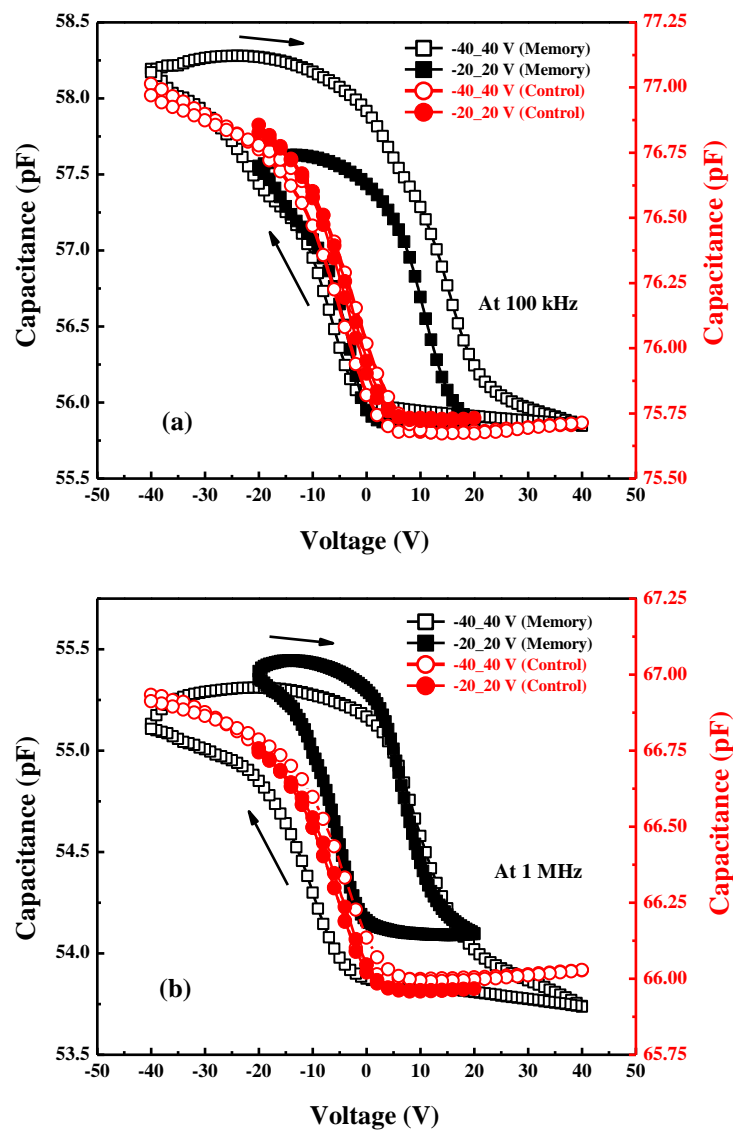 58.5
58.0
57.5
57.0
56.5
56.0
55.5
Capacitance (pF)
-40_40 V (Memory)
-20_20 V (Memory)
-40_40 V (Control)
-20_20 V (Control)
At 100 kHz
(a)
77.25
77.00
76.75
76.50
76.25
76.00
75.75
75.50
Capacitance (pF)
-50 -40 -30 -20 -10 0 10 20 30 40 50
Voltage (V)
55.5
55.0
54.5
54.0
53.5
Capacitance (pF)
-40_40 V (Memory)
-20_20 V (Memory)
-40_40 V (Control)
-20_20 V (Control)
At 1 MHz
(b)
67.25
67.00
66.75
66.50
66.25
66.00
65.75
Capacitance (pF)
-50 -40 -30 -20 -10 0 10 20 30 40 50
Voltage (V)